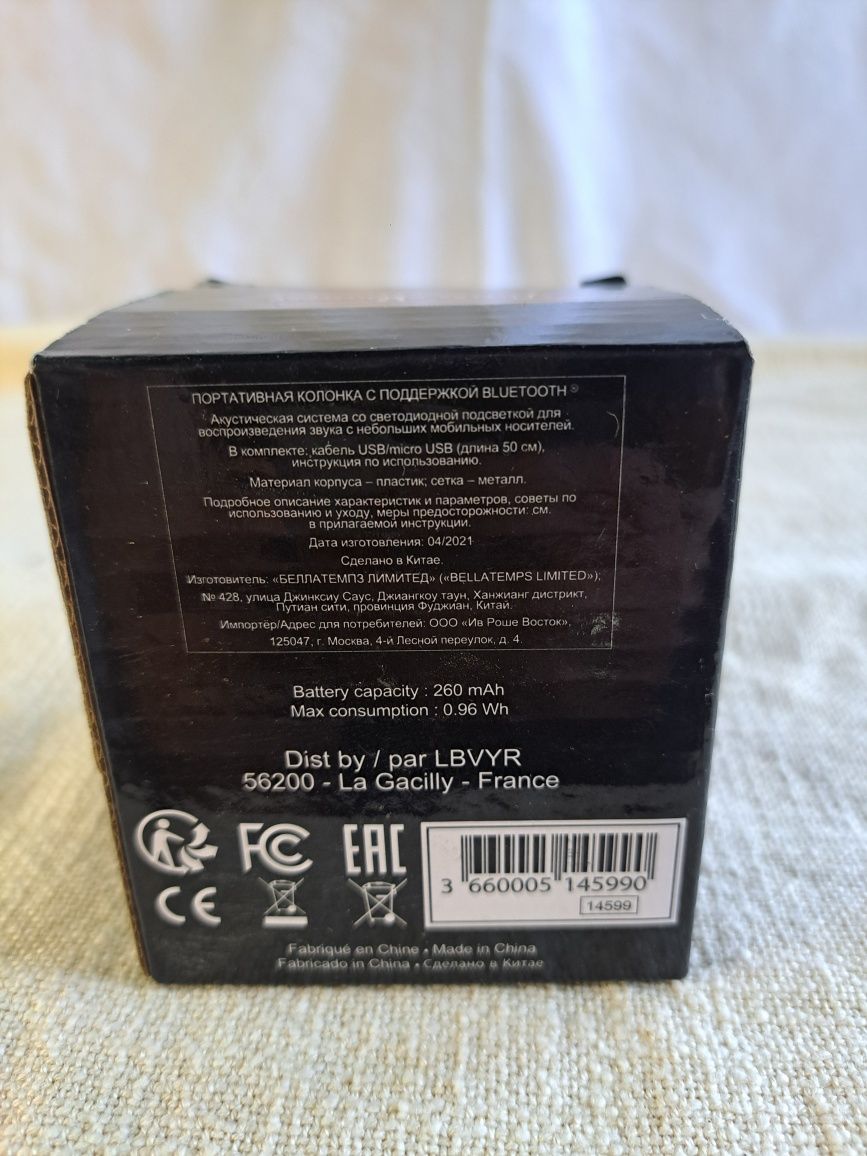 ПОРТАТИВНАЯ КОЛОНКА С ПОДДЕРЖКОЙ BLUETOOTH ®
Акустическая система со светодиодной подсветкой для
воспроизведения звука с небольших мобильных носителей.
В комплекте: кабель USB/micro USB (длина 50 см),
инструкция по использованию.
Материал корпуса – пластик; сетка – металл.
Подробное описание характеристик и параметров, советы по
использованию и уходу, меры предосторожности: см.
в прилагаемой инструкции.
Дата изготовления: 04/2021
Сделано в Китае.
Изготовитель: «БЕЛЛАТЕМПЗ ЛИМИТЕД» («BELLATEMPS LIMITED»);
№ 428, улица Джинксиу Саус, Джиангкоу таун, Ханжианг дистрикт,
Путиан сити, провинция Фуджиан, Китай.
Импортёр/Адрес для потребителей: ООО «Ив Роше Восток»,
125047, г. Москва, 4-й Лесной переулок, д. 4.
Battery capacity : 260 mAh
Max consumption : 0.96 Wh
Dist by / par LBVYR
56200 - La Gacilly - France
FC EAC
CE
3 660005 145990
14599
Fabriqué en Chine • Made in China
Fabricado in China • Сделано в Китае